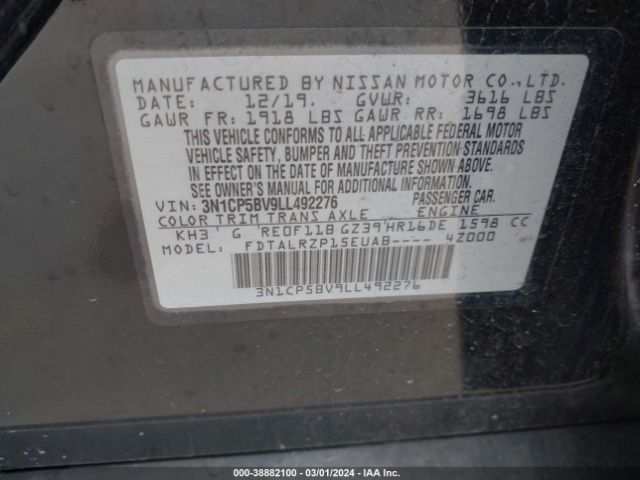 MANUFACTURED BY NISSAN MOTOR CO., LTD.
DATE: 12/19. GVWR: 3616 LBS
GAWR FR: 1918 LBS GAWR RR: 1698 LBS
THIS VEHICLE CONFORMS TO ALL APPLICABLE FEDERAL MOTOR
VEHICLE SAFETY, BUMPER AND THEFT PREVENTION STANDARDS
IN EFFECT ON THE DATE OF MANUFACTURE SHOWN ABOVE.
SEE OWNER'S MANUAL ALSO.
VIN: 3N1CP5BV9LL492276 PASSENGER CAR.
COLOR TRIM TRANS AXLE ENGINE
KH3 G RE0F11B GZ39 HR16DE 1598 CC
MODEL: FDTALRZP15EUAB---- 42000
3N1CP5BV9LL492276
000-38882100 - 03/01/2024 - IAA Inc.